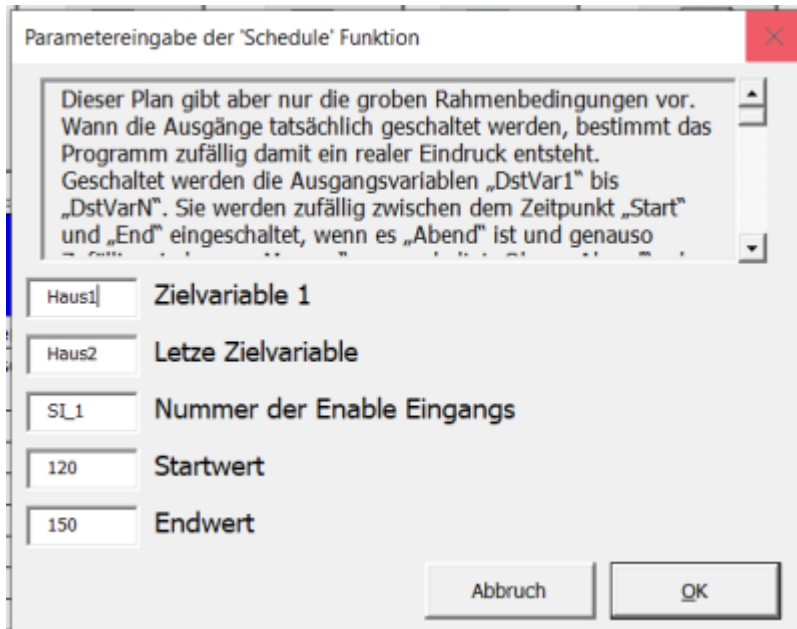 Parametereingabe der 'Schedule' Funktion
Dieser Plan gibt aber nur die groben Rahmenbedingungen vor.
Wann die Ausgänge tatsächlich geschaltet werden, bestimmt das
Programm zufällig damit ein realer Eindruck entsteht.
Geschaltet werden die Ausgangsvariablen „DstVar1“ bis
„DstVarN“. Sie werden zufällig zwischen dem Zeitpunkt „Start“
und „End“ eingeschaltet, wenn es „Abend“ ist und genauso
Haus1 Zielvariable 1
Haus2 Letze Zielvariable
SI_1 Nummer der Enable Eingangs
120 Startwert
150 Endwert
Abbruch OK